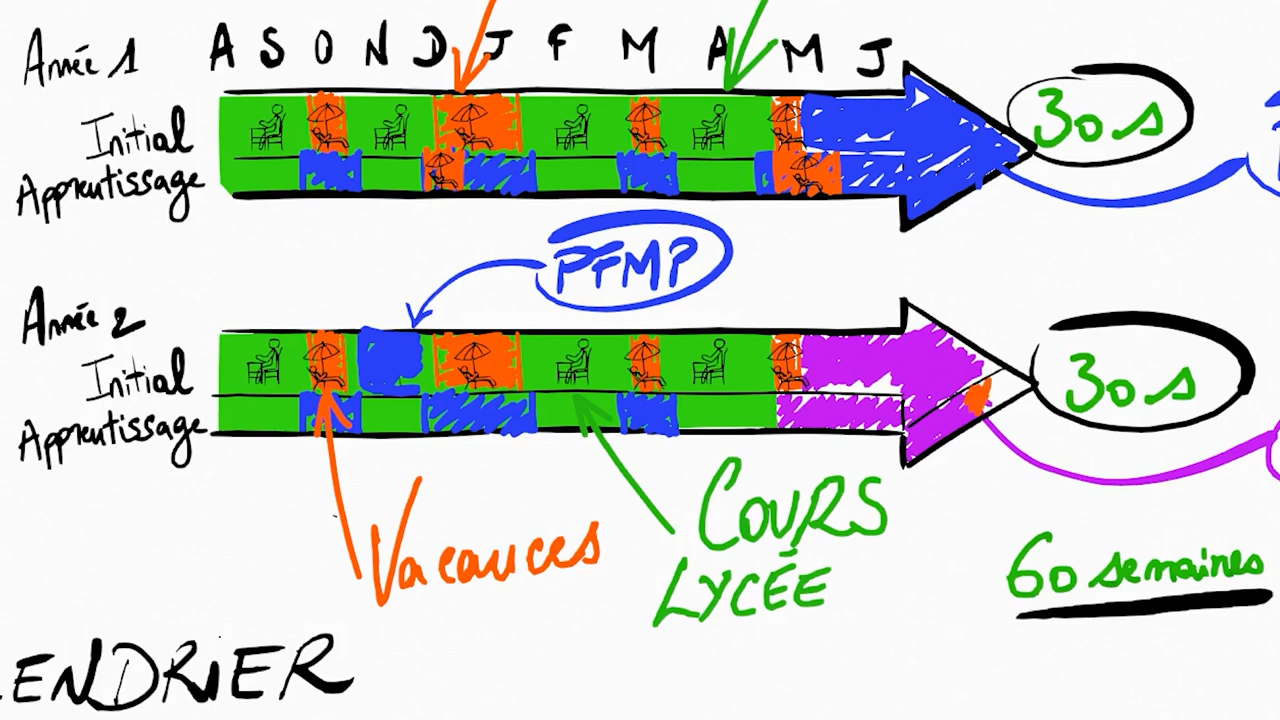 Année 1 A S O N D J F M A M J
Initial
Apprentissage
30 s
PFMP
Année 2
Initial
Apprentissage
30 s
Vacances
COURS
LYCÉE
60 semaines
ENDRIER